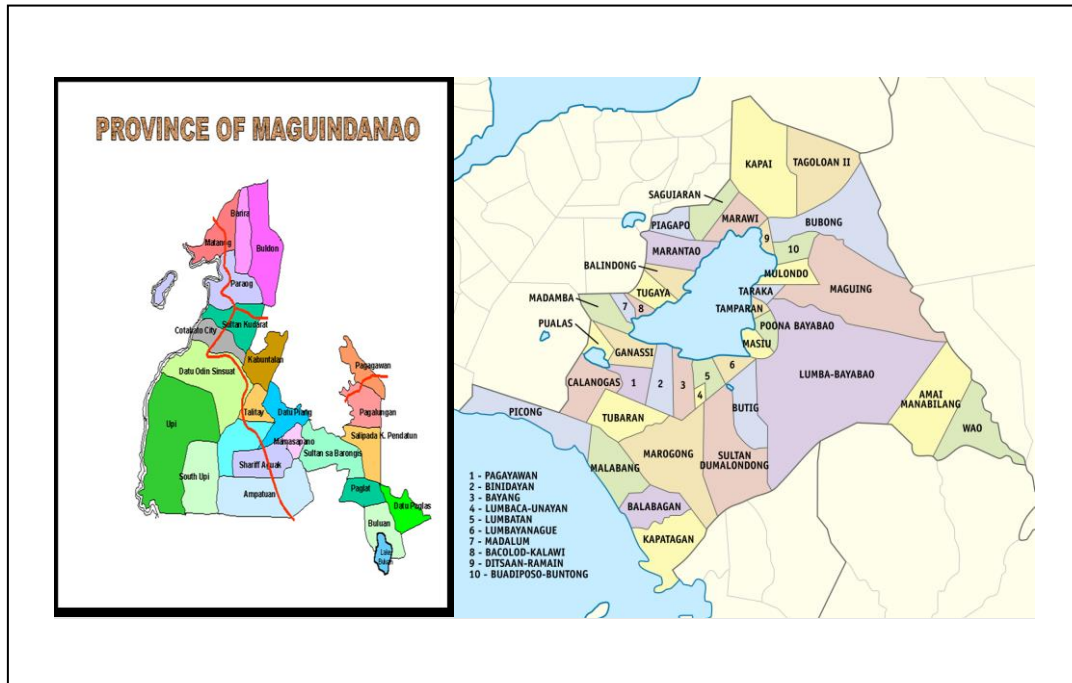 PROVINCE OF MAGUINDANAO
Barira
Matanog
Buldon
Parang
Sultan Kudarat
Cotabato City
Kabuntalan
Pagagawan
Datu Odin Sinsuat
Talitay
Datu Piang
Pagalungan
Upi
Mamasapano
Salipada K. Pendatun
Sultan sa Barongis
South Upi
Shariff Aguak
Ampatuan
Paglat
Datu Paglas
Buluan
Lake
Buluan
KAPAI
TAGOLOAN II
SAGUIARAN
PIAGAPO
MARAWI
BUBONG
9
10
MARANTAO
BALINDONG
MULONDO
TUGAYA
TARAKA
MAGUING
MADAMBA
7
8
TAMPARAN
PUALAS
POONA BAYABAO
MASIU
GANASSI
6
5
LUMBA-BAYABAO
CALANOGAS
1
2
3
4
AMAI
MANABILANG
PICONG
TUBARAN
BUTIG
WAO
MALABANG
MAROGONG
SULTAN
DUMALONDONG
BALABAGAN
KAPATAGAN
1 - PAGAYAWAN
2 - BINIDAYAN
3 - BAYANG
4 - LUMBACA-UNAYAN
5 - LUMBATAN
6 - LUMBAYANAGUE
7 - MADALUM
8 - BACOLOD-KALAWI
9 - DITSAAN-RAMAIN
10 - BUADIPOSO-BUNTONG